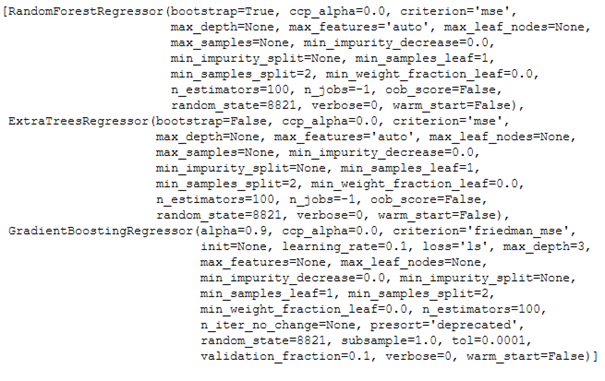 [RandomForestRegressor(bootstrap=True, ccp_alpha=0.0, criterion='mse',
max_depth=None, max_features='auto', max_leaf_nodes=None,
max_samples=None, min_impurity_decrease=0.0,
min_impurity_split=None, min_samples_leaf=1,
min_samples_split=2, min_weight_fraction_leaf=0.0,
n_estimators=100, n_jobs=-1, oob_score=False,
random_state=8821, verbose=0, warm_start=False),
ExtraTreesRegressor(bootstrap=False, ccp_alpha=0.0, criterion='mse',
max_depth=None, max_features='auto', max_leaf_nodes=None,
max_samples=None, min_impurity_decrease=0.0,
min_impurity_split=None, min_samples_leaf=1,
min_samples_split=2, min_weight_fraction_leaf=0.0,
n_estimators=100, n_jobs=-1, oob_score=False,
random_state=8821, verbose=0, warm_start=False),
GradientBoostingRegressor(alpha=0.9, ccp_alpha=0.0, criterion='friedman_mse',
init=None, learning_rate=0.1, loss='ls', max_depth=3,
max_features=None, max_leaf_nodes=None,
min_impurity_decrease=0.0, min_impurity_split=None,
min_samples_leaf=1, min_samples_split=2,
min_weight_fraction_leaf=0.0, n_estimators=100,
n_iter_no_change=None, presort='deprecated',
random_state=8821, subsample=1.0, tol=0.0001,
validation_fraction=0.1, verbose=0, warm_start=False)]